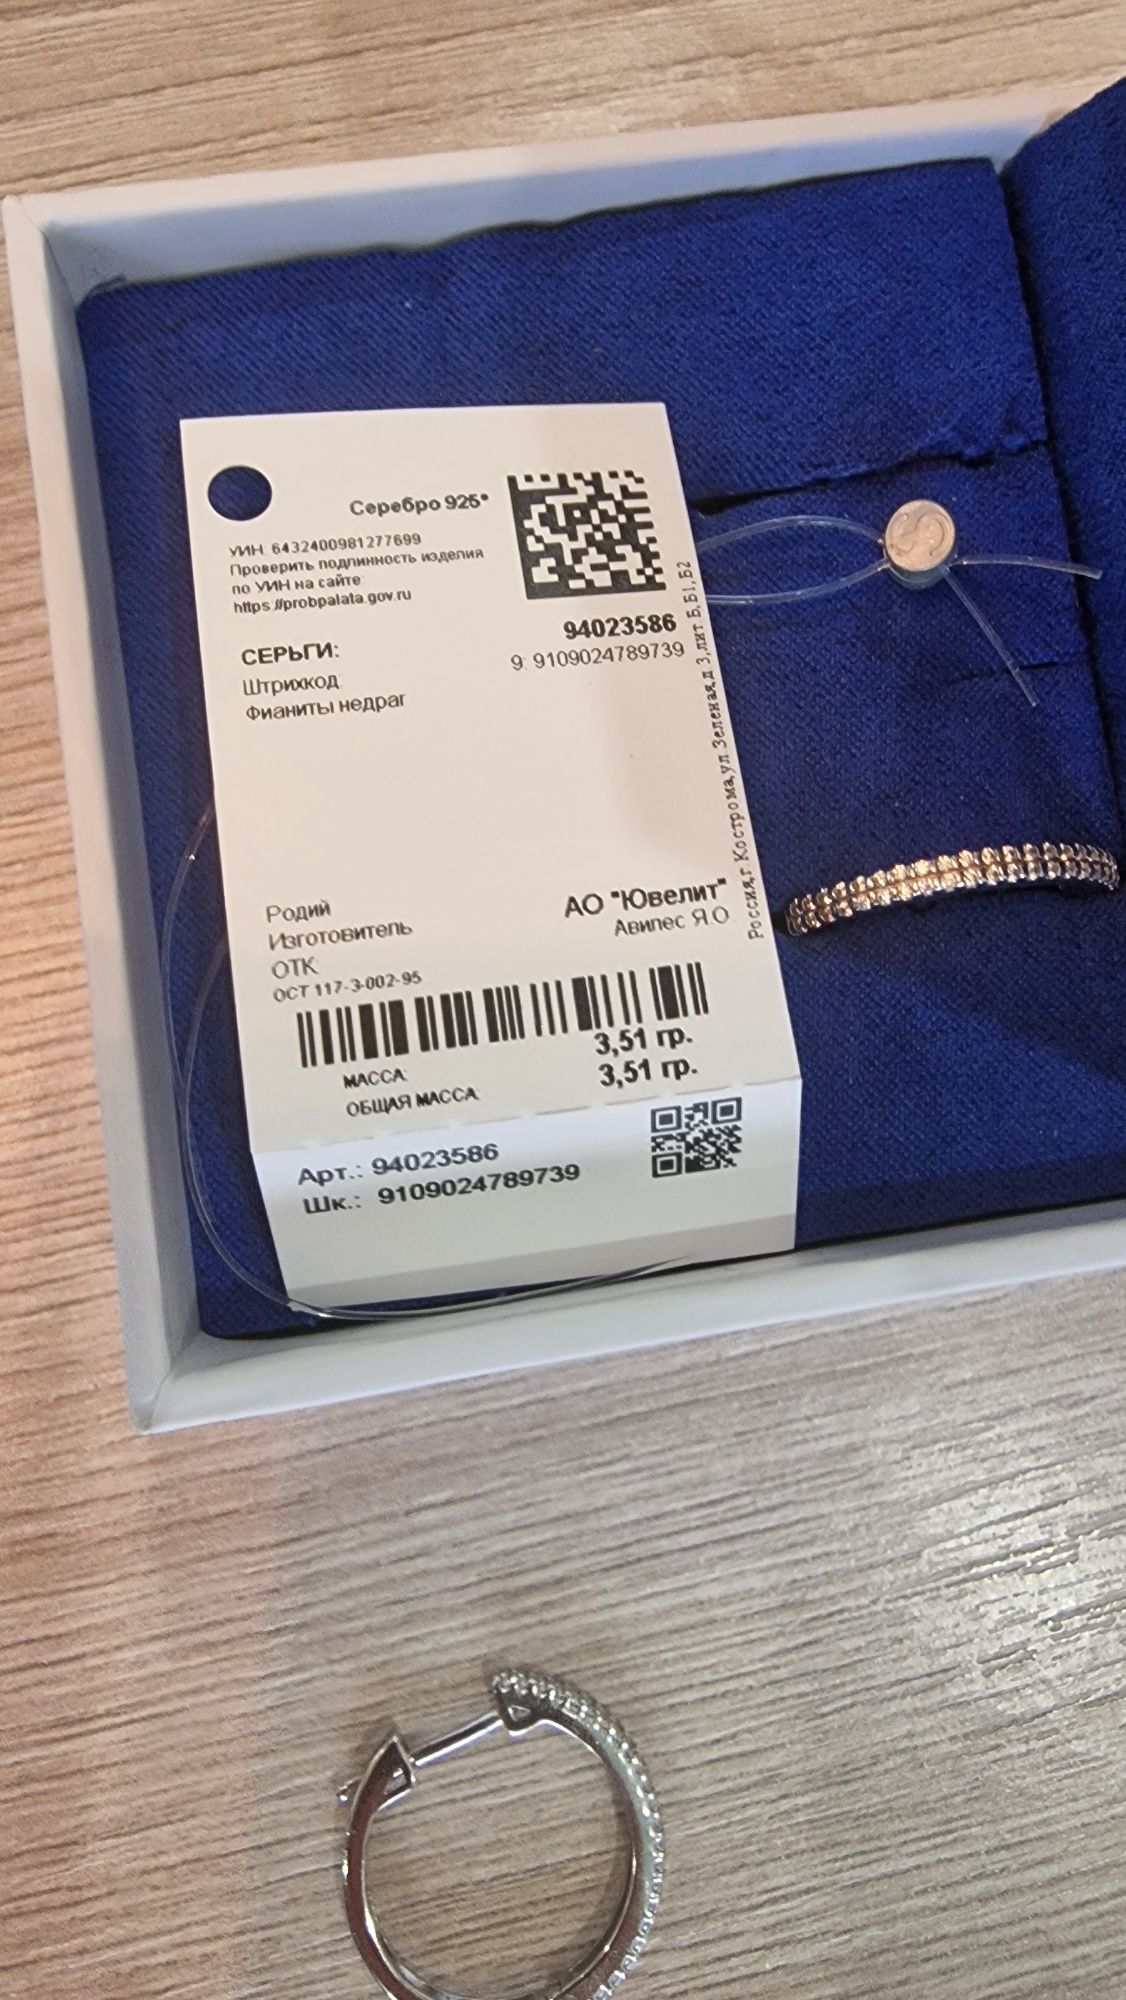 Серебро 925°
УИН: 6432400981277699
Проверить подлинность изделия
по УИН на сайте:
https://probpalata.gov.ru
94023586
СЕРЬГИ:
9: 9109024789739
Штрихкод
Фианиты недраг
Россия,г. Кострома,ул Зеленая,д 3,лит Б,Б1,Б2
Родий
АО "Ювелит"
Изготовитель
Авилес Я.О
ОТК:
ОСТ 117-3-002-95
МАССА: 3,51 гр.
ОБЩАЯ МАССА: 3,51 гр.
Арт.: 94023586
Шк.: 9109024789739
S